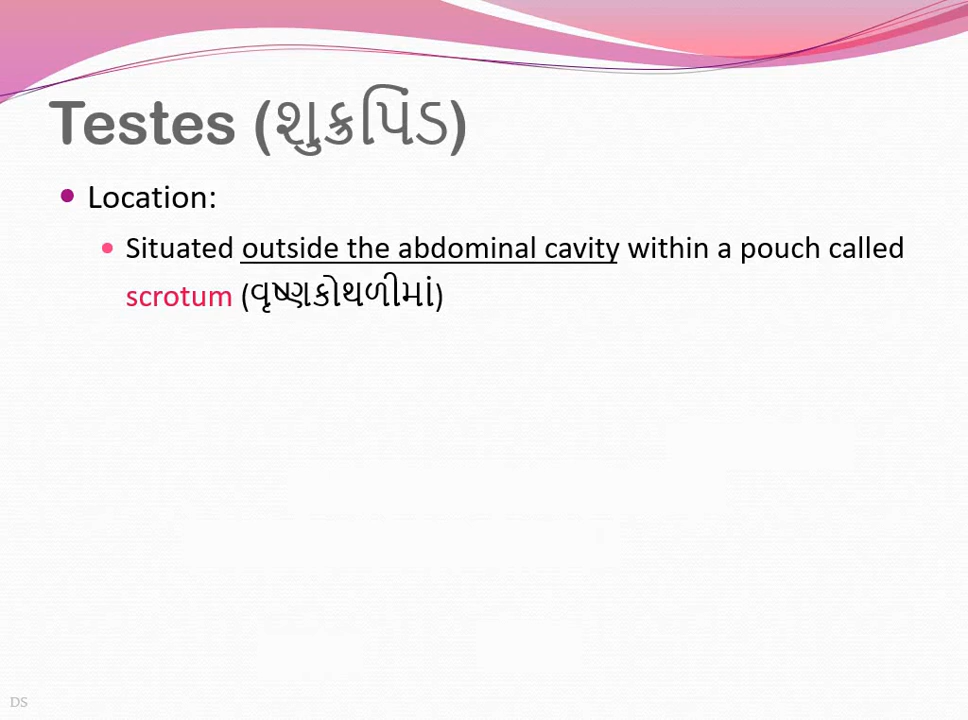 Testes (શુક્રપિંડ)
Location:
Situated outside the abdominal cavity within a pouch called
scrotum (વૃષ્ણકોથળીમાં)
DS